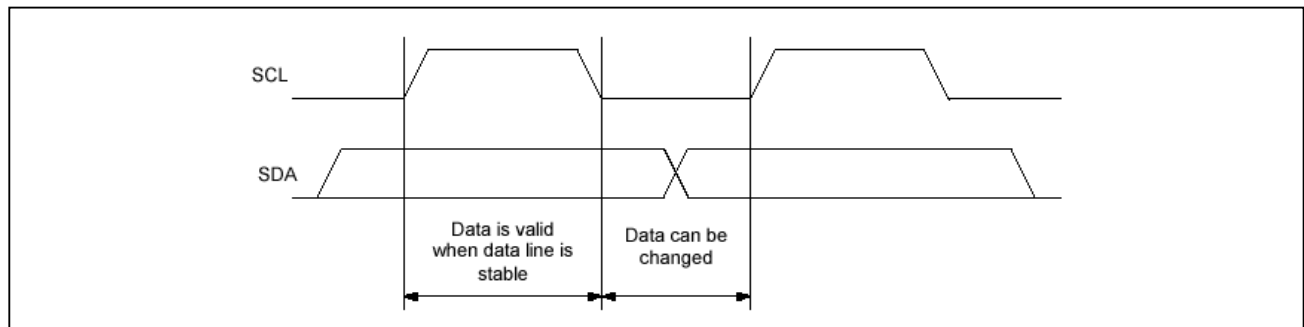 SCL
SDA
Data is valid
when data line is
stable
Data can be
changed